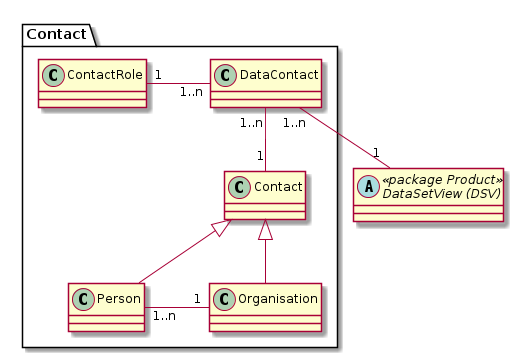 Contact
C ContactRole
1
1..n
C DataContact
1..n
1..n
1
1
C Contact
A «package Product»
DataSetView (DSV)
C Person
1..n
1
C Organisation